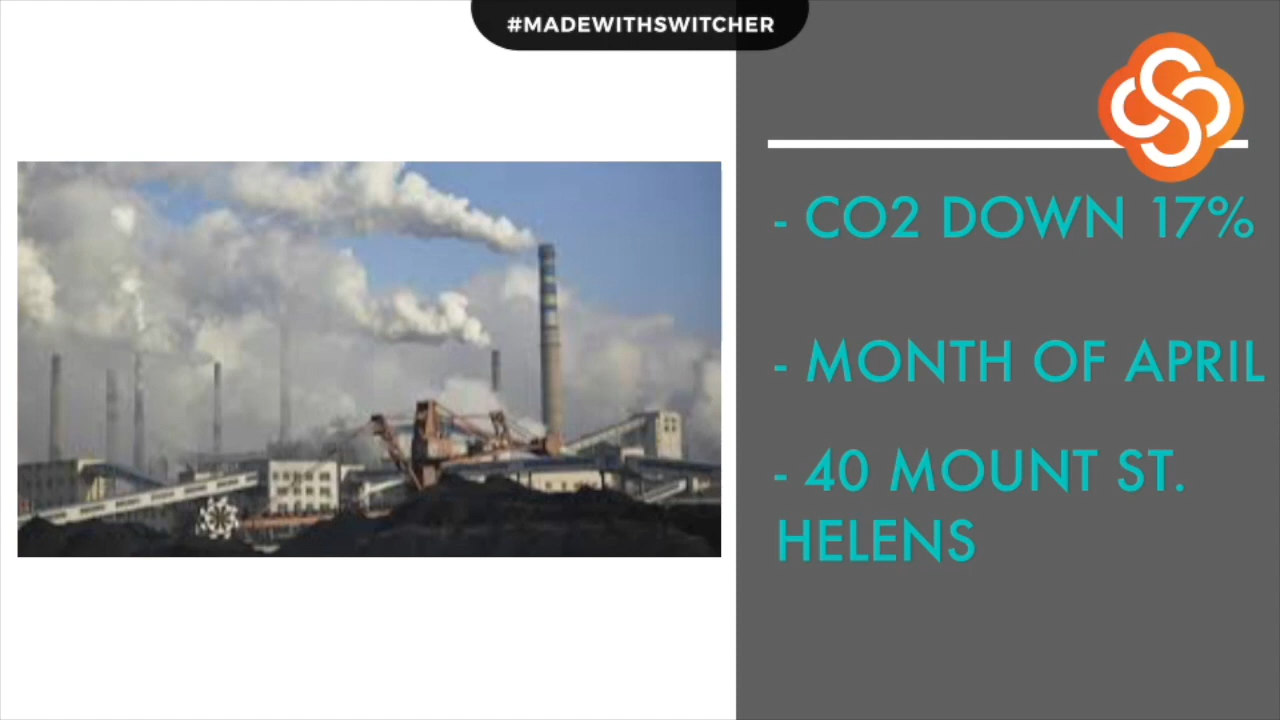 #MADEWITHSWITCHER
- CO2 DOWN 17%
- MONTH OF APRIL
- 40 MOUNT ST.
HELENS